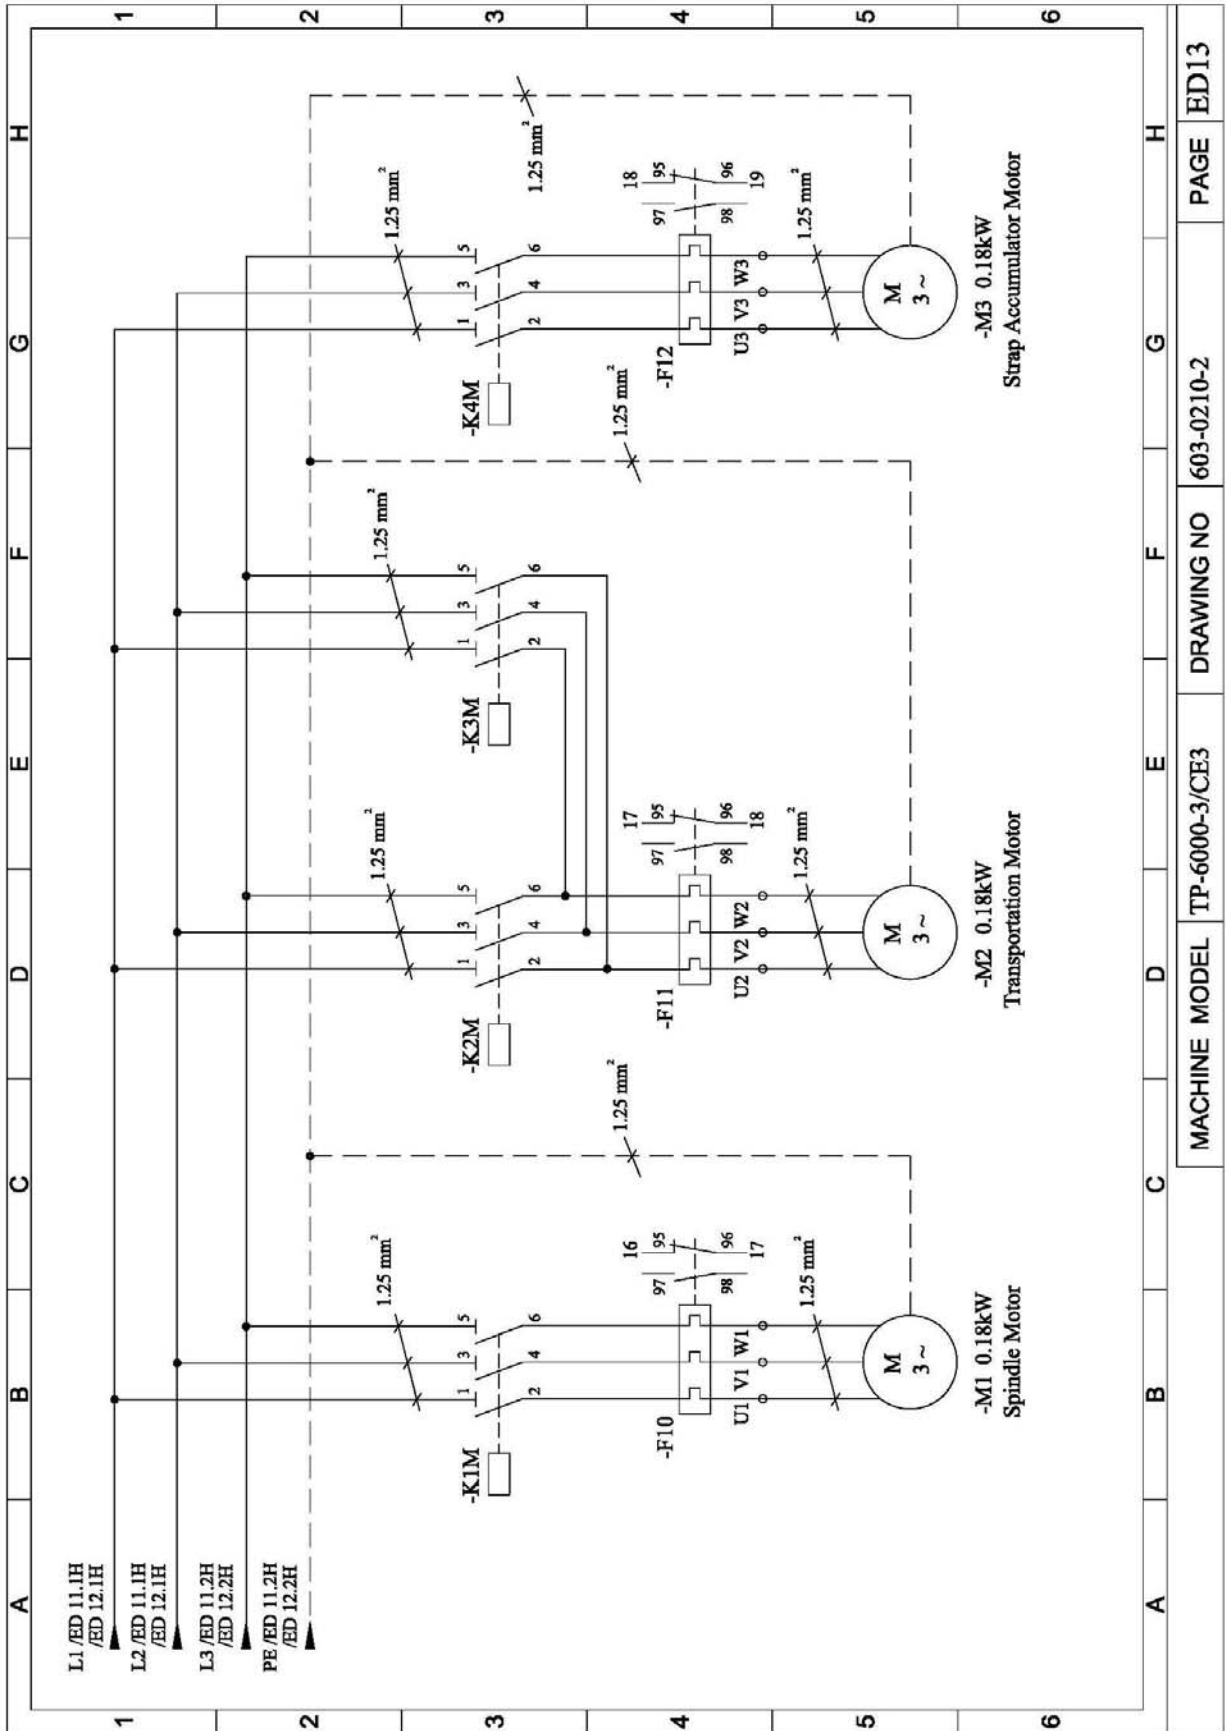 A B C D E F G H
1
2
3
4
5
6
L1 /ED 11.1H
/ED 12.1H
L2 /ED 11.1H
/ED 12.1H
L3 /ED 11.2H
/ED 12.2H
PE /ED 11.2H
/ED 12.2H
1.25 mm²
-K1M
1 3 5
2 4 6
-F10
16
97 95
98 96
17
U1 V1 W1
1.25 mm²
M
3~
-M1 0.18kW
Spindle Motor
1.25 mm²
1.25 mm²
-K2M
1 3 5
2 4 6
-F11
17
97 95
98 96
18
U2 V2 W2
1.25 mm²
M
3~
-M2 0.18kW
Transportation Motor
1.25 mm²
-K3M
1 3 5
2 4 6
1.25 mm²
1.25 mm²
-K4M
1 3 5
2 4 6
-F12
18
97 95
98 96
19
U3 V3 W3
1.25 mm²
M
3~
-M3 0.18kW
Strap Accumulator Motor
1.25 mm²
1
2
3
4
5
6
A B C D E F G H
MACHINE MODEL TP-6000-3/CE3 DRAWING NO 603-0210-2 PAGE ED13